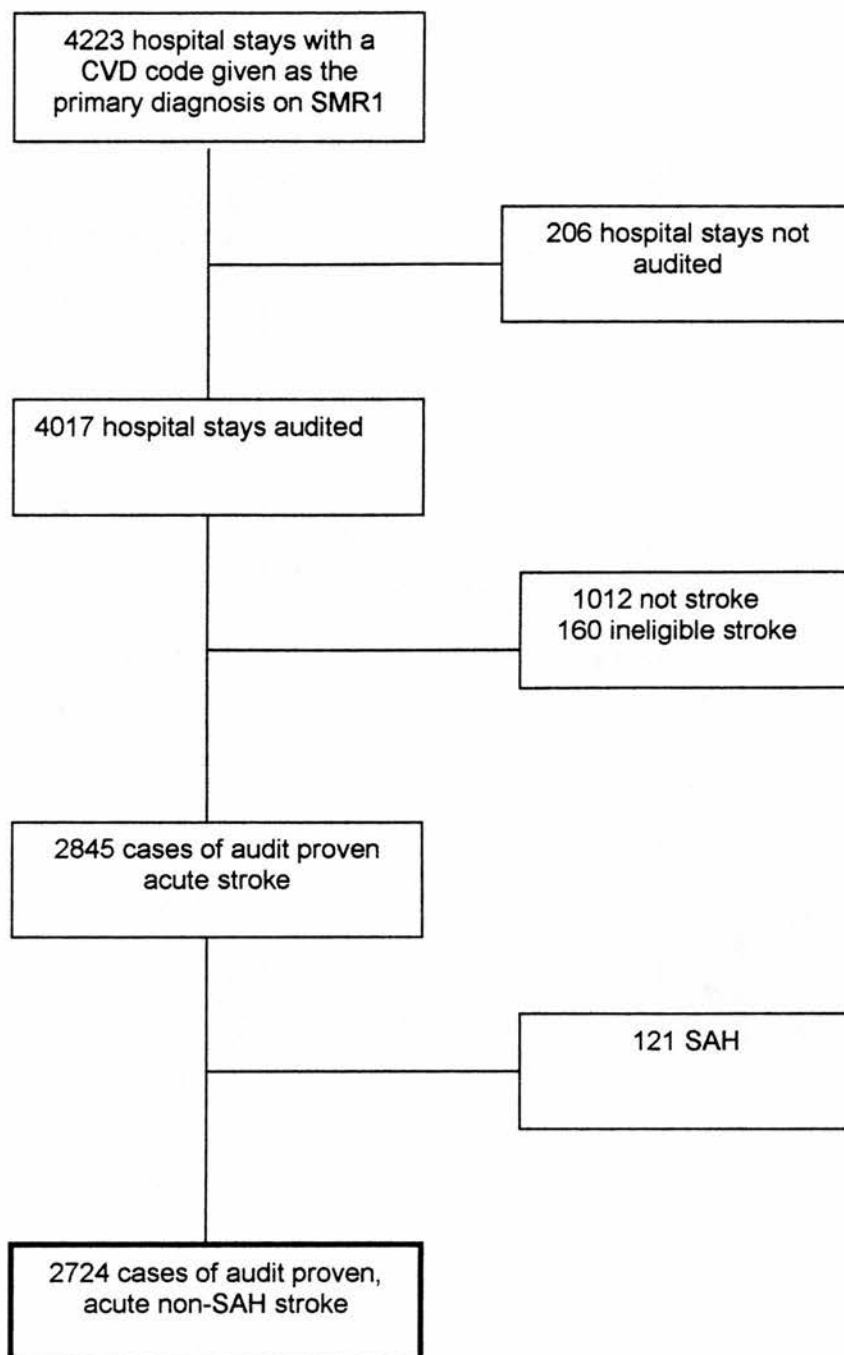 4223 hospital stays with a
CVD code given as the
primary diagnosis on SMR1
206 hospital stays not
audited
4017 hospital stays audited
1012 not stroke
160 ineligible stroke
2845 cases of audit proven
acute stroke
121 SAH
2724 cases of audit proven,
acute non-SAH stroke